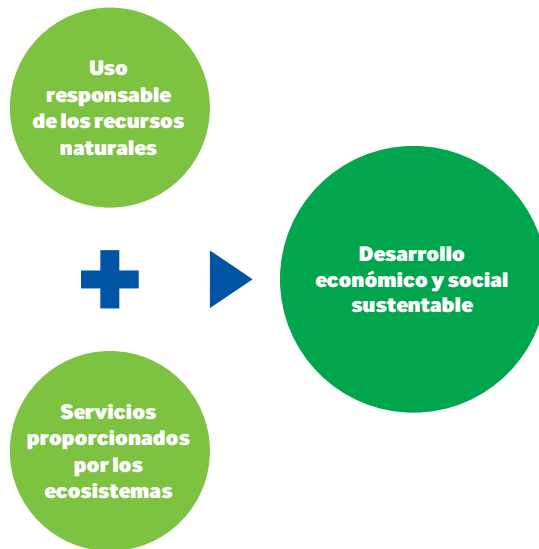 Uso
responsable
de los recursos
naturales
Servicios
proporcionados
por los
ecosistemas
Desarrollo
económico y social
sustentable